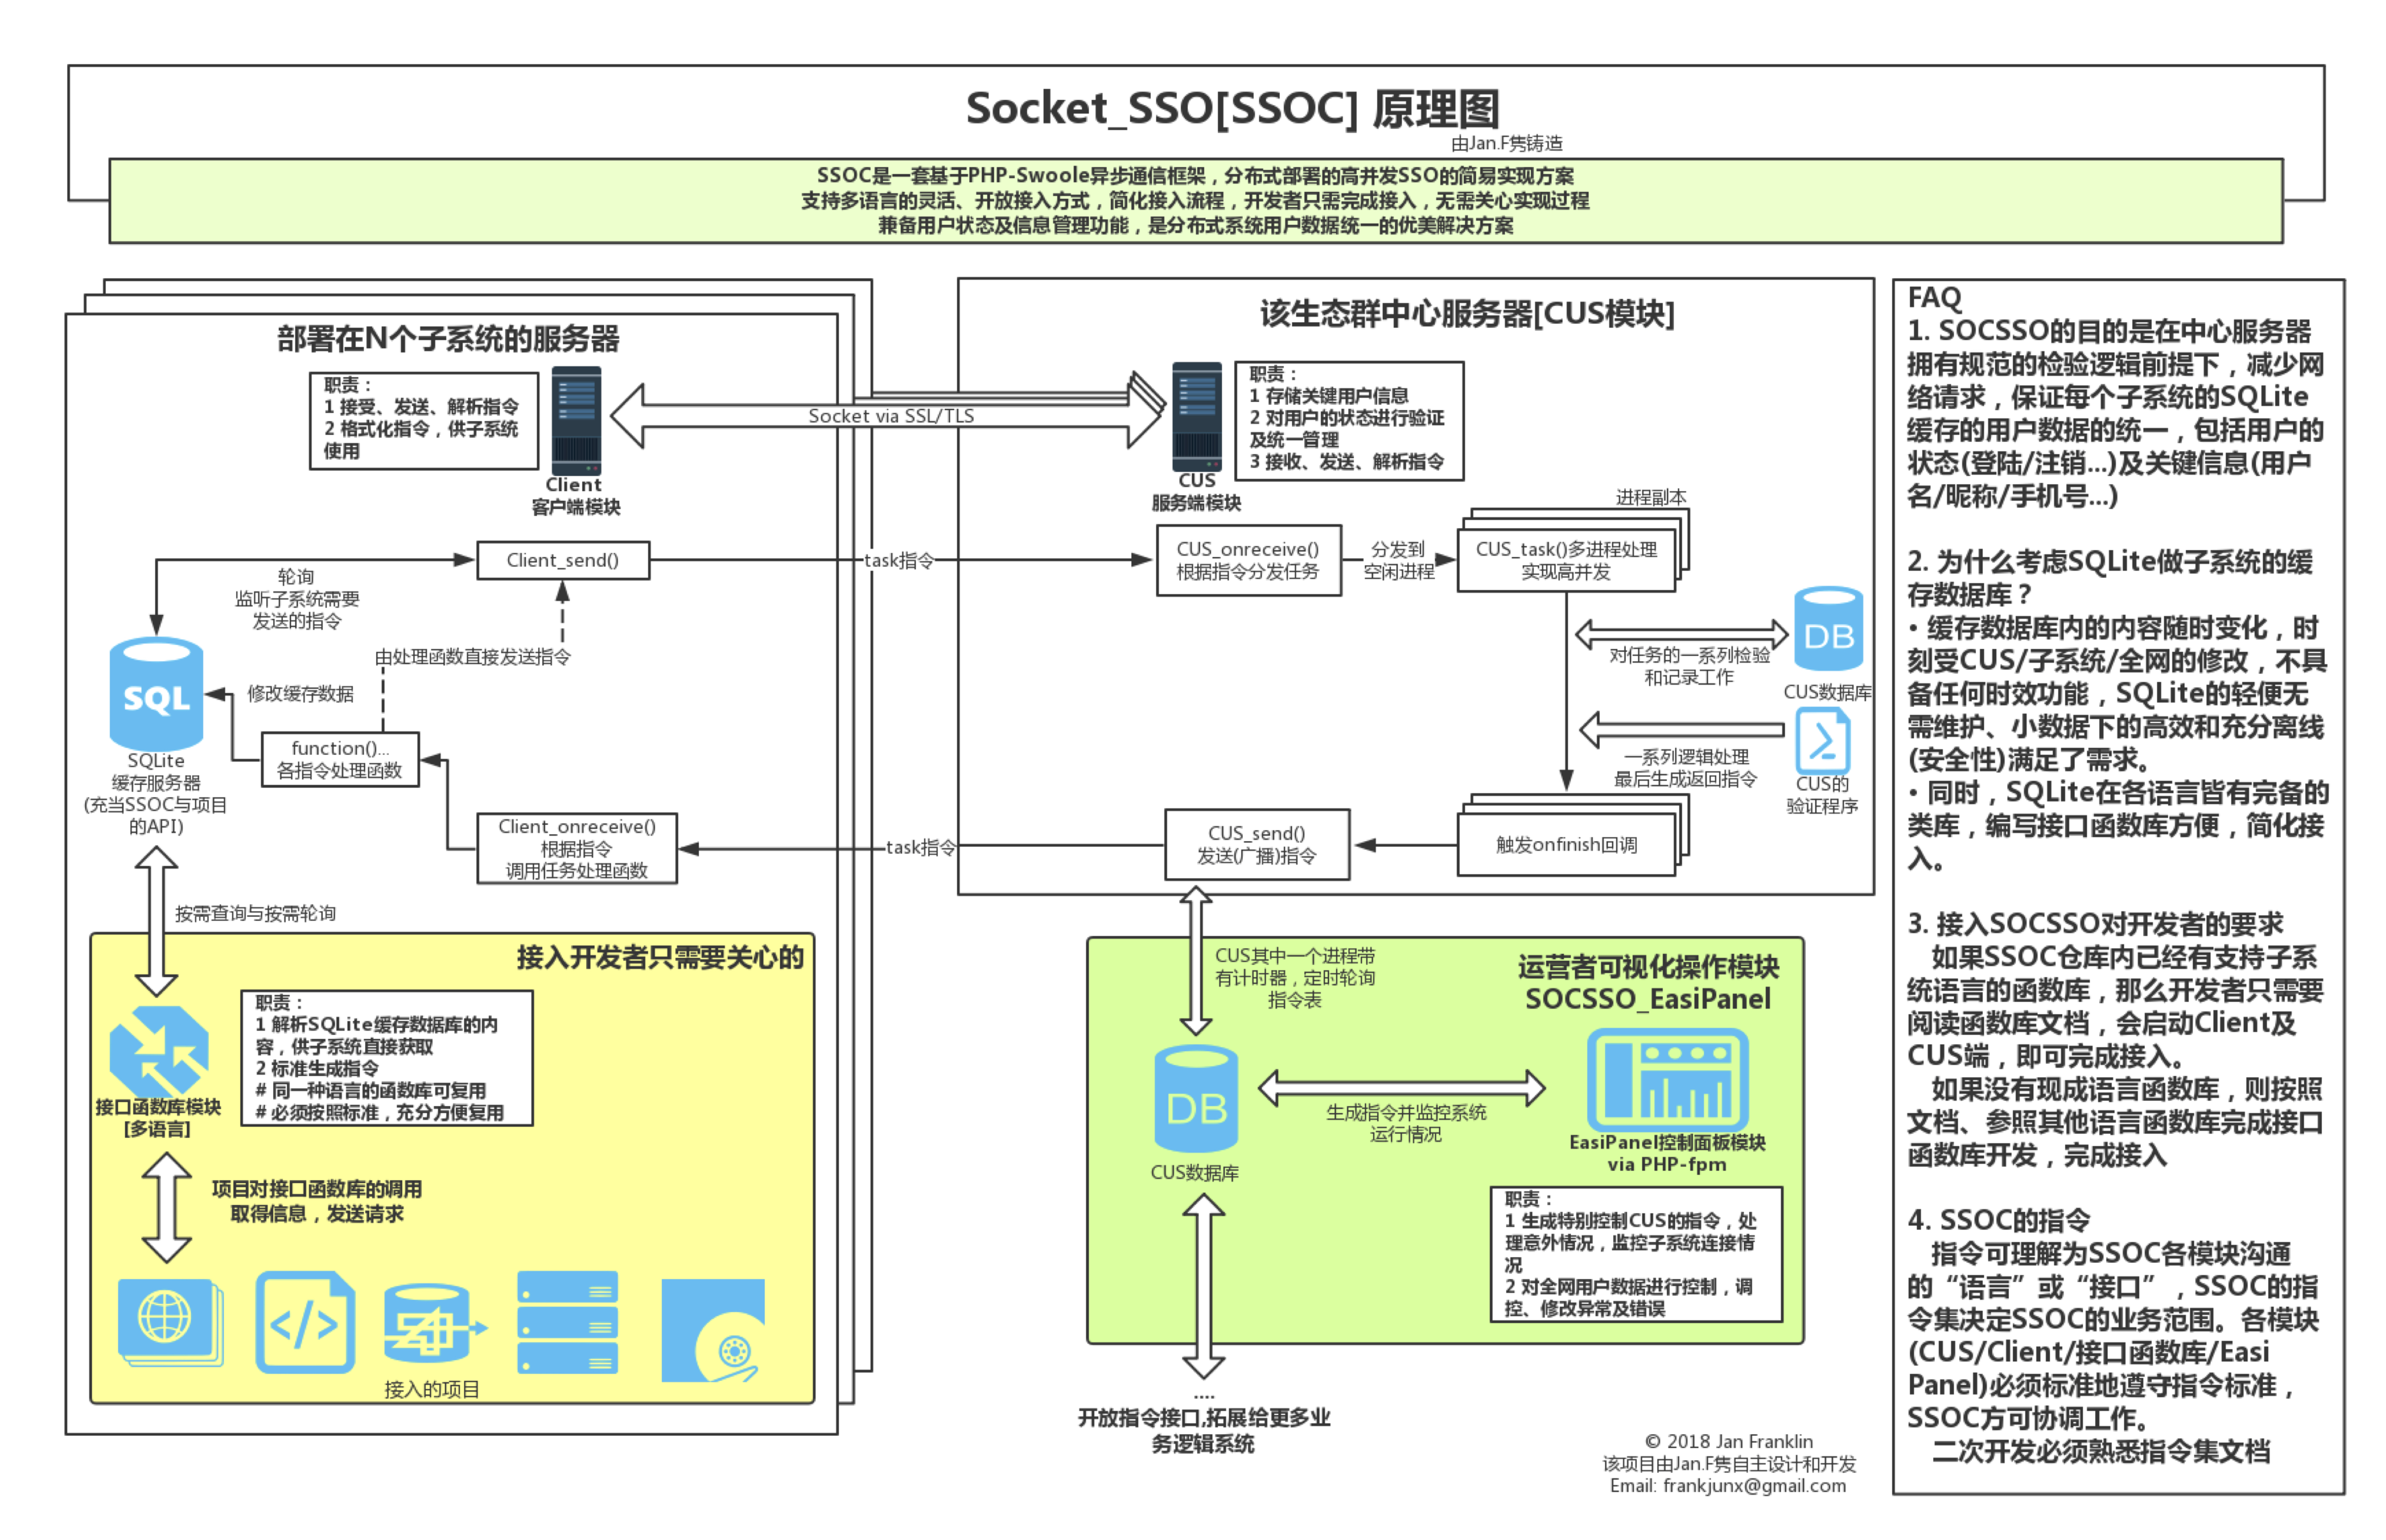 Socket_SSO[SSOC] 原理图
由Jan.F隽铸造
SSOC是一套基于PHP-Swoole异步通信框架，分布式部署的高并发SSO的简易实现方案
支持多语言的灵活、开放接入方式，简化接入流程，开发者只需完成接入，无需关心实现过程
兼备用户状态及信息管理功能，是分布式系统用户数据统一的优美解决方案
部署在N个子系统的服务器
职责：
1 接受、发送、解析指令
2 格式化指令，供子系统
使用
Client
客户端模块
Socket via SSL/TLS
Client_send()
轮询
监听子系统需要
发送的指令
由处理函数直接发送指令
SQL
修改缓存数据
function()...
各指令处理函数
SQLite
缓存服务器
(充当SSOC与项目
的API)
Client_onreceive()
根据指令
调用任务处理函数
task指令
task指令
按需查询与按需轮询
接入开发者只需要关心的
职责：
1 解析SQLite缓存数据库的内
容，供子系统直接获取
2 标准生成指令
# 同一种语言的函数库可复用
# 必须按照标准，充分方便复用
接口函数库模块
[多语言]
项目对接口函数库的调用
取得信息，发送请求
接入的项目
该生态群中心服务器[CUS模块]
CUS
服务端模块
职责：
1 存储关键用户信息
2 对用户的状态进行验证
及统一管理
3 接收、发送、解析指令
进程副本
CUS_onreceive()
根据指令分发任务
分发到
空闲进程
CUS_task()多进程处理
实现高并发
DB
对任务的一系列检验
和记录工作
CUS数据库
一系列逻辑处理
最后生成返回指令
CUS的
验证程序
CUS_send()
发送(广播)指令
触发onfinish回调
CUS其中一个进程带
有计时器，定时轮询
指令表
运营者可视化操作模块
SOCSSO_EasiPanel
DB
CUS数据库
生成指令并监控系统
运行情况
EasiPanel控制面板模块
via PHP-fpm
职责：
1 生成特别控制CUS的指令，处
理意外情况，监控子系统连接情
况
2 对全网用户数据进行控制，调
控、修改异常及错误
....
开放指令接口,拓展给更多业
务逻辑系统
© 2018 Jan Franklin
该项目由Jan.F隽自主设计和开发
Email: frankjunx@gmail.com
FAQ
1. SOCSSO的目的是在中心服务器
拥有规范的检验逻辑前提下，减少网
络请求，保证每个子系统的SQLite
缓存的用户数据的统一，包括用户的
状态(登陆/注销...)及关键信息(用户
名/昵称/手机号...)
2. 为什么考虑SQLite做子系统的缓
存数据库？
• 缓存数据库内的内容随时变化，时
刻受CUS/子系统/全网的修改，不具
备任何时效功能，SQLite的轻便无
需维护、小数据下的高效和充分离线
(安全性)满足了需求。
• 同时，SQLite在各语言皆有完备的
类库，编写接口函数库方便，简化接
入。
3. 接入SOCSSO对开发者的要求
如果SSOC仓库内已经有支持子系
统语言的函数库，那么开发者只需要
阅读函数库文档，会启动Client及
CUS端，即可完成接入。
如果没有现成语言函数库，则按照
文档、参照其他语言函数库完成接口
函数库开发，完成接入
4. SSOC的指令
指令可理解为SSOC各模块沟通
的“语言”或“接口”，SSOC的指
令集决定SSOC的业务范围。各模块
(CUS/Client/接口函数库/Easi
Panel)必须标准地遵守指令标准，
SSOC方可协调工作。
二次开发必须熟悉指令集文档